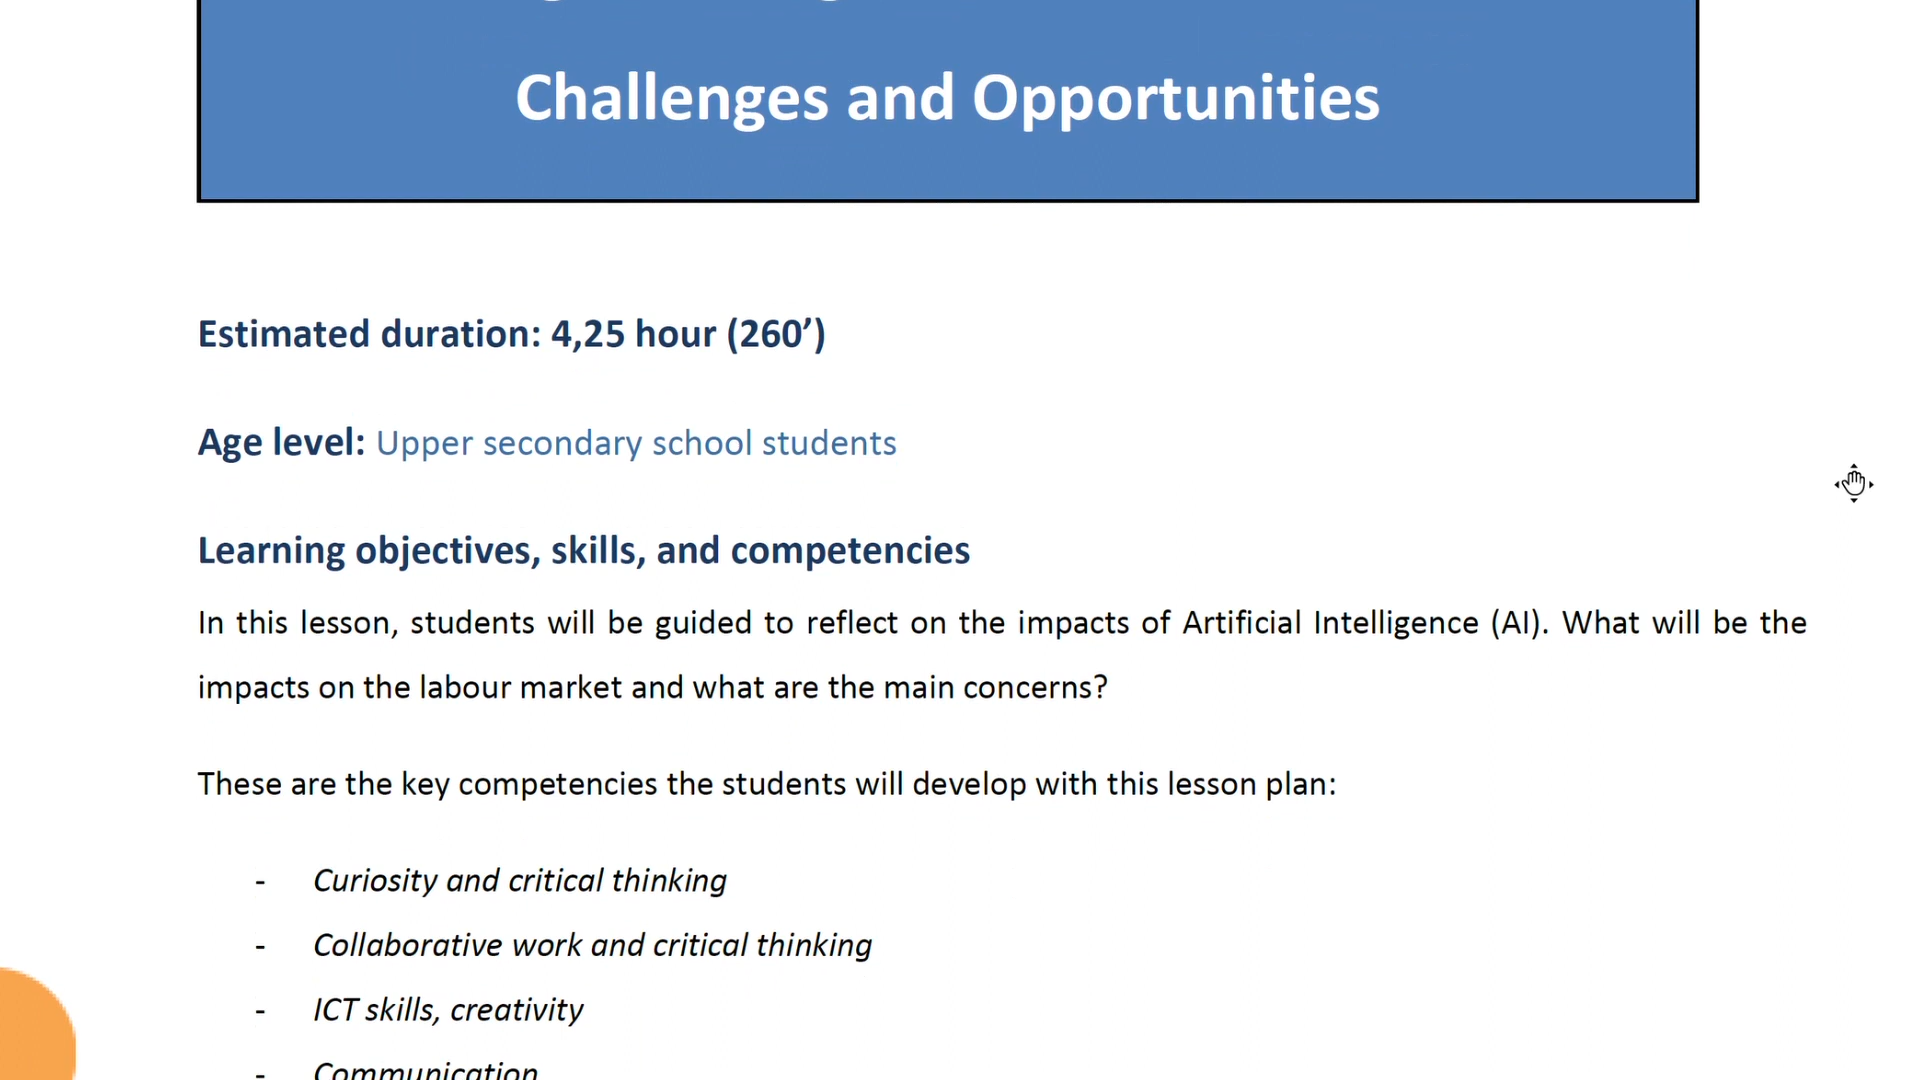 Challenges and Opportunities
Estimated duration: 4,25 hour (260’)
Age level: Upper secondary school students
Learning objectives, skills, and competencies
In this lesson, students will be guided to reflect on the impacts of Artificial Intelligence (AI). What will be the
impacts on the labour market and what are the main concerns?
These are the key competencies the students will develop with this lesson plan:
- Curiosity and critical thinking
- Collaborative work and critical thinking
- ICT skills, creativity
- Communication